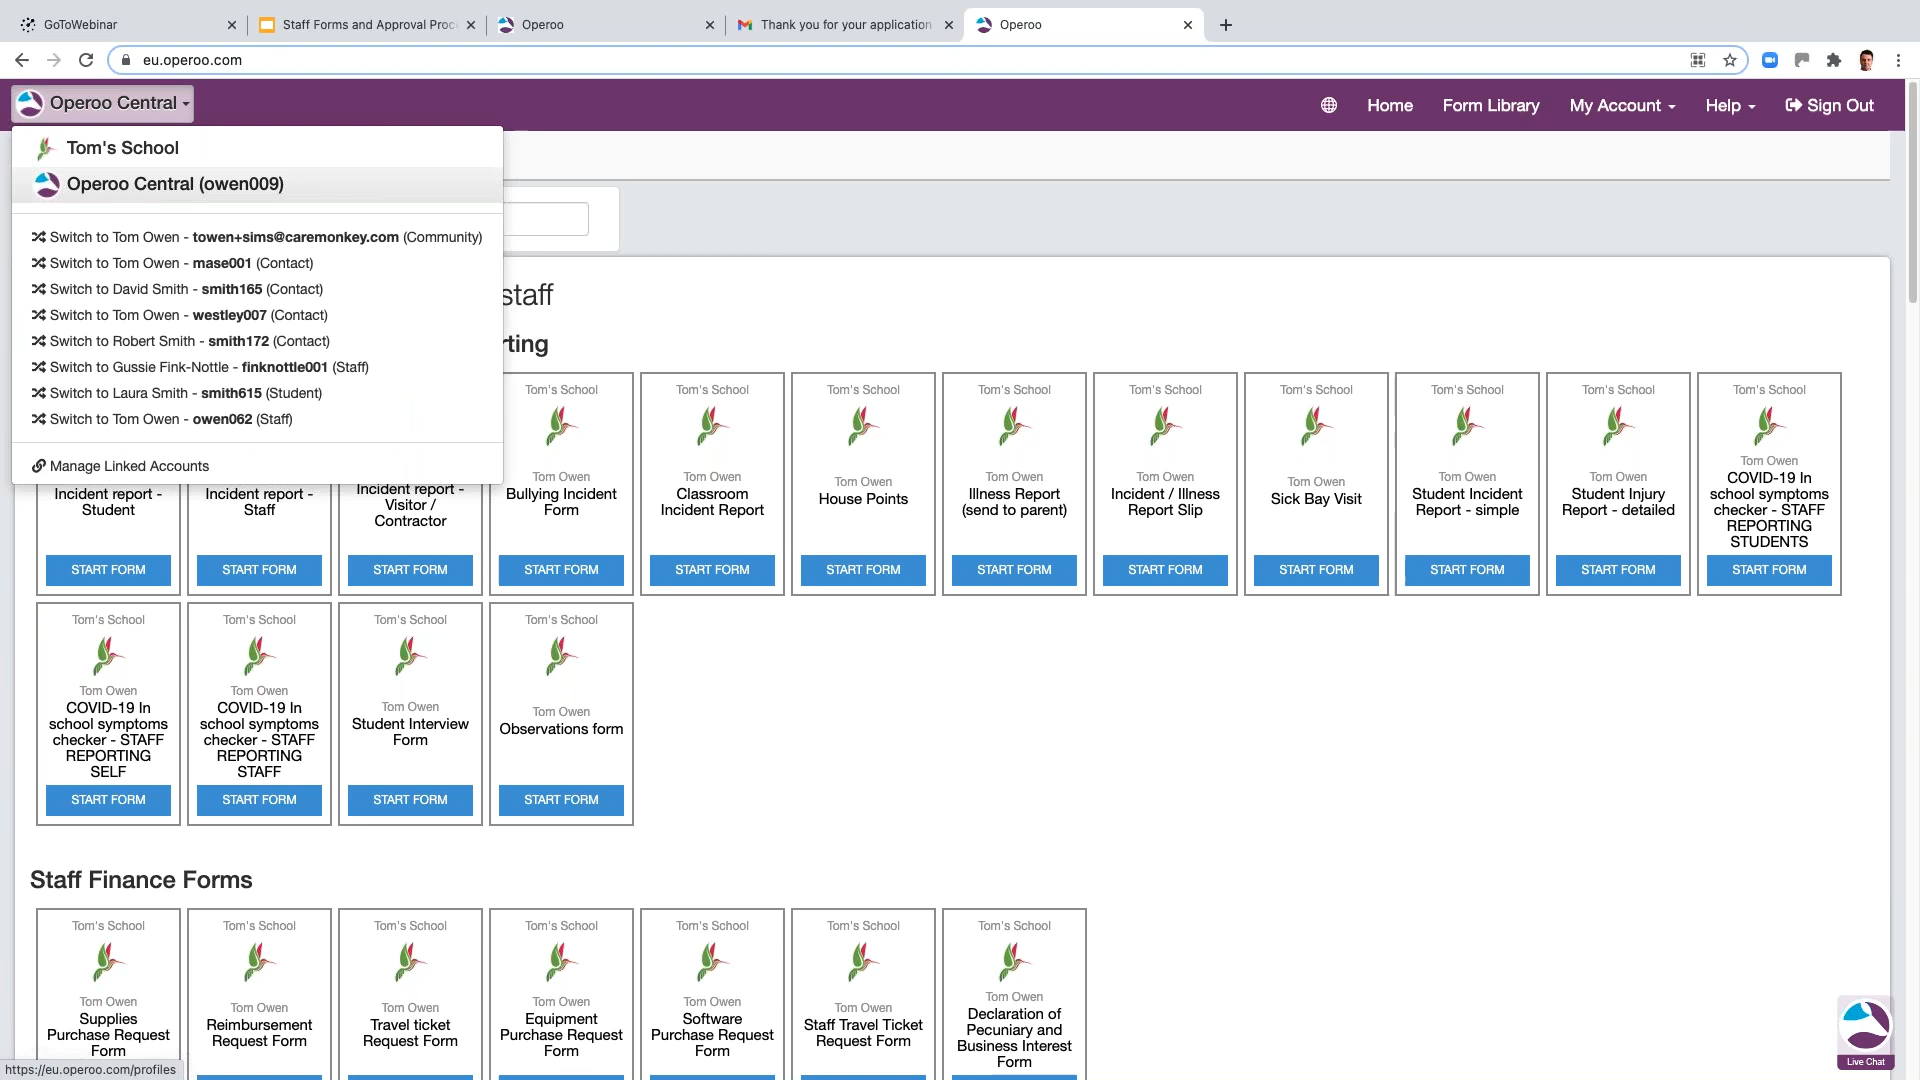 GoToWebinar
Staff Forms and Approval Proc
Operoo
Thank you for your application
Operoo
eu.operoo.com
Operoo Central
Home
Form Library
My Account
Help
Sign Out
Tom's School
Operoo Central (owen009)
Switch to Tom Owen - towen+sims@caremonkey.com (Community)
Switch to Tom Owen - mase001 (Contact)
Switch to David Smith - smith165 (Contact)
Switch to Tom Owen - westley007 (Contact)
Switch to Robert Smith - smith172 (Contact)
Switch to Gussie Fink-Nottle - finknottle001 (Staff)
Switch to Laura Smith - smith615 (Student)
Switch to Tom Owen - owen062 (Staff)
Manage Linked Accounts
staff
rting
Incident report -
Student
START FORM
Incident report -
Staff
START FORM
Incident report -
Visitor /
Contractor
START FORM
Tom's School
Tom Owen
Bullying Incident
Form
START FORM
Tom's School
Tom Owen
Classroom
Incident Report
START FORM
Tom's School
Tom Owen
House Points
START FORM
Tom's School
Tom Owen
Illness Report
(send to parent)
START FORM
Tom's School
Tom Owen
Incident / Illness
Report Slip
START FORM
Tom's School
Tom Owen
Sick Bay Visit
START FORM
Tom's School
Tom Owen
Student Incident
Report - simple
START FORM
Tom's School
Tom Owen
Student Injury
Report - detailed
START FORM
Tom's School
Tom Owen
COVID-19 In
school symptoms
checker - STAFF
REPORTING
STUDENTS
START FORM
Tom's School
Tom Owen
COVID-19 In
school symptoms
checker - STAFF
REPORTING
SELF
START FORM
Tom's School
Tom Owen
COVID-19 In
school symptoms
checker - STAFF
REPORTING
STAFF
START FORM
Tom's School
Tom Owen
Student Interview
Form
START FORM
Tom's School
Tom Owen
Observations form
START FORM
Staff Finance Forms
Tom's School
Tom Owen
Supplies
Purchase Request
Form
Tom's School
Tom Owen
Reimbursement
Request Form
Tom's School
Tom Owen
Travel ticket
Request Form
Tom's School
Tom Owen
Equipment
Purchase Request
Form
Tom's School
Tom Owen
Software
Purchase Request
Form
Tom's School
Tom Owen
Staff Travel Ticket
Request Form
Tom's School
Tom Owen
Declaration of
Pecuniary and
Business Interest
Form
Live Chat
https://eu.operoo.com/profiles